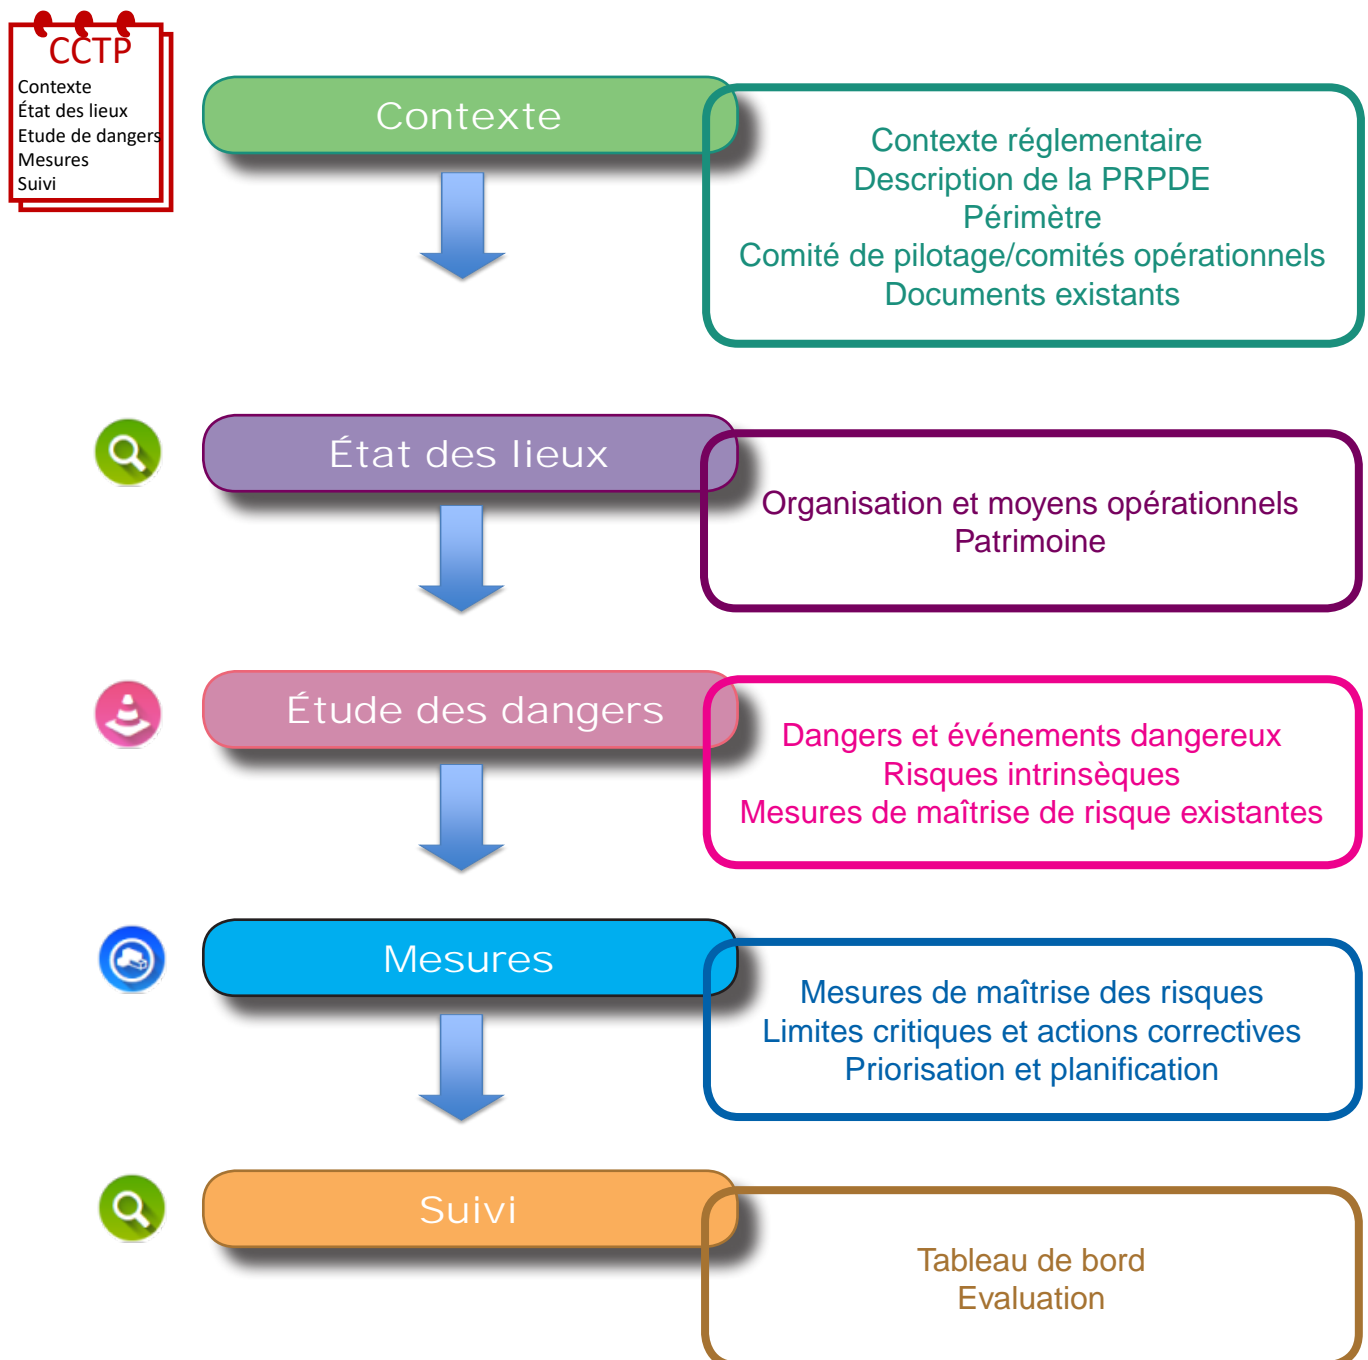 CCTP
Contexte
État des lieux
Etude de dangers
Mesures
Suivi
Contexte
Contexte réglementaire
Description de la PRPDE
Périmètre
Comité de pilotage/comités opérationnels
Documents existants
État des lieux
Organisation et moyens opérationnels
Patrimoine
Étude des dangers
Dangers et événements dangereux
Risques intrinsèques
Mesures de maîtrise de risque existantes
Mesures
Mesures de maîtrise des risques
Limites critiques et actions correctives
Priorisation et planification
Suivi
Tableau de bord
Evaluation